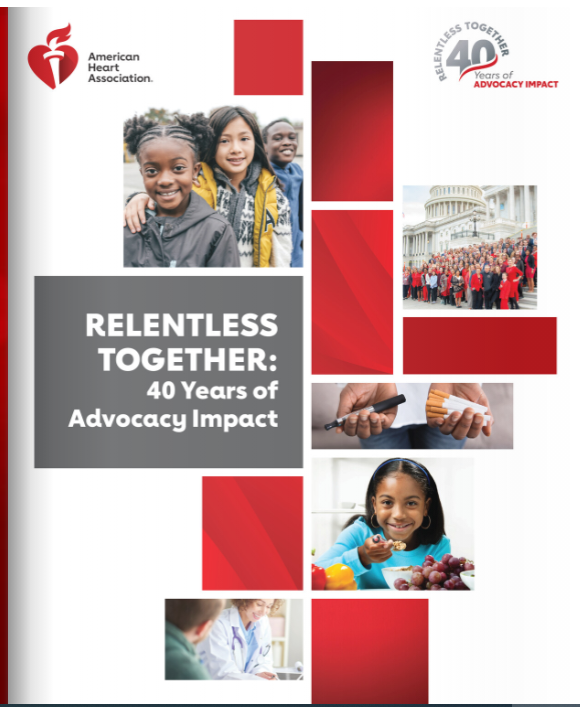 American
Heart
Association.
RELENTLESS TOGETHER
40
Years of
ADVOCACY IMPACT
RELENTLESS
TOGETHER:
40 Years of
Advocacy Impact